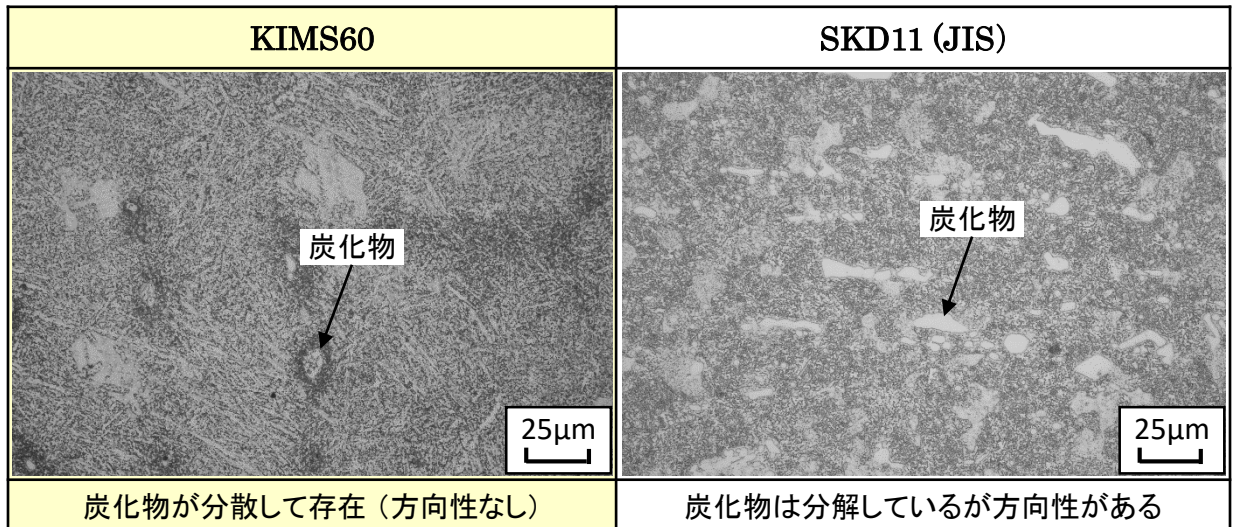 KIMS60
SKD11 (JIS)
炭化物
炭化物
25μm
25μm
炭化物が分散して存在（方向性なし）
炭化物は分解しているが方向性がある